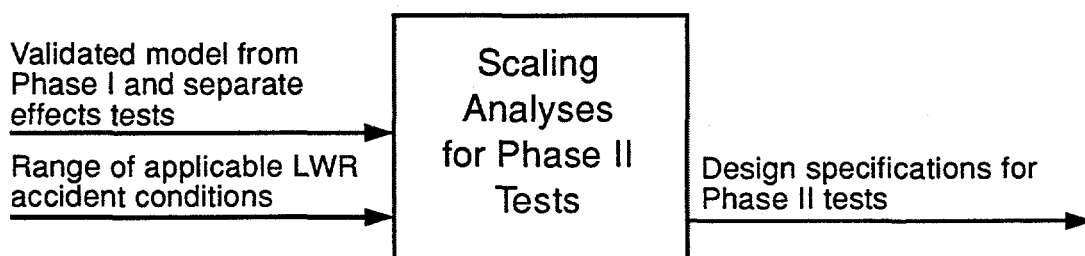 Validated model from
Phase I and separate
effects tests
Range of applicable LWR
accident conditions
Scaling
Analyses
for Phase II
Tests
Design specifications for
Phase II tests